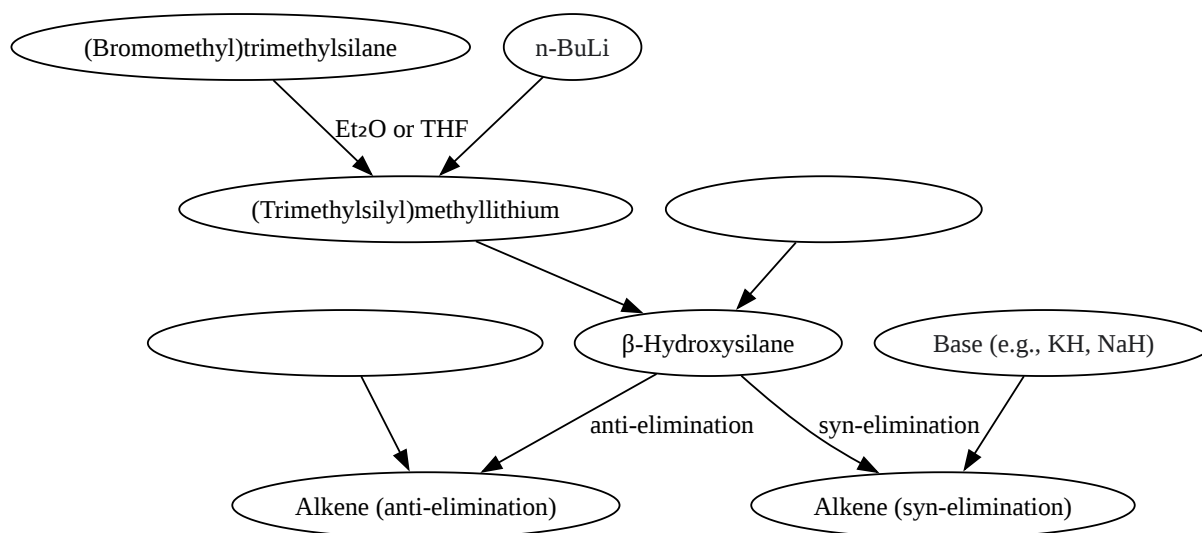 (Bromomethyl)trimethylsilane
n-BuLi
Et₂O or THF
(Trimethylsilyl)methyllithium
β-Hydroxysilane
Base (e.g., KH, NaH)
anti-elimination
syn-elimination
Alkene (anti-elimination)
Alkene (syn-elimination)